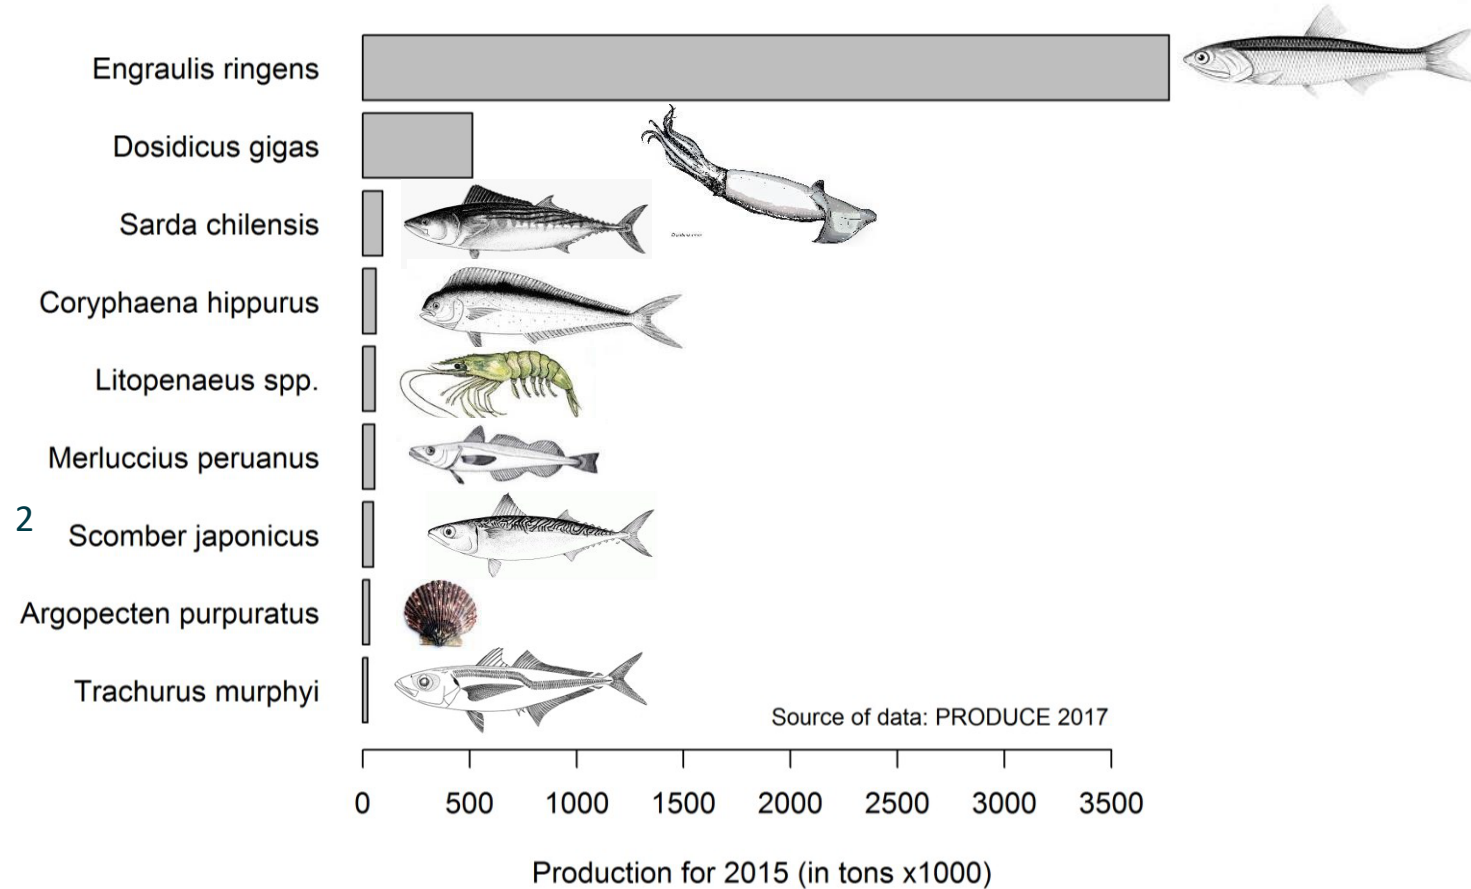 Engraulis ringens
Dosidicus gigas
Sarda chilensis
Coryphaena hippurus
Litopenaeus spp.
Merluccius peruanus
2
Scomber japonicus
Argopecten purpuratus
Trachurus murphyi
Source of data: PRODUCE 2017
0 500 1000 1500 2000 2500 3000 3500
Production for 2015 (in tons x1000)